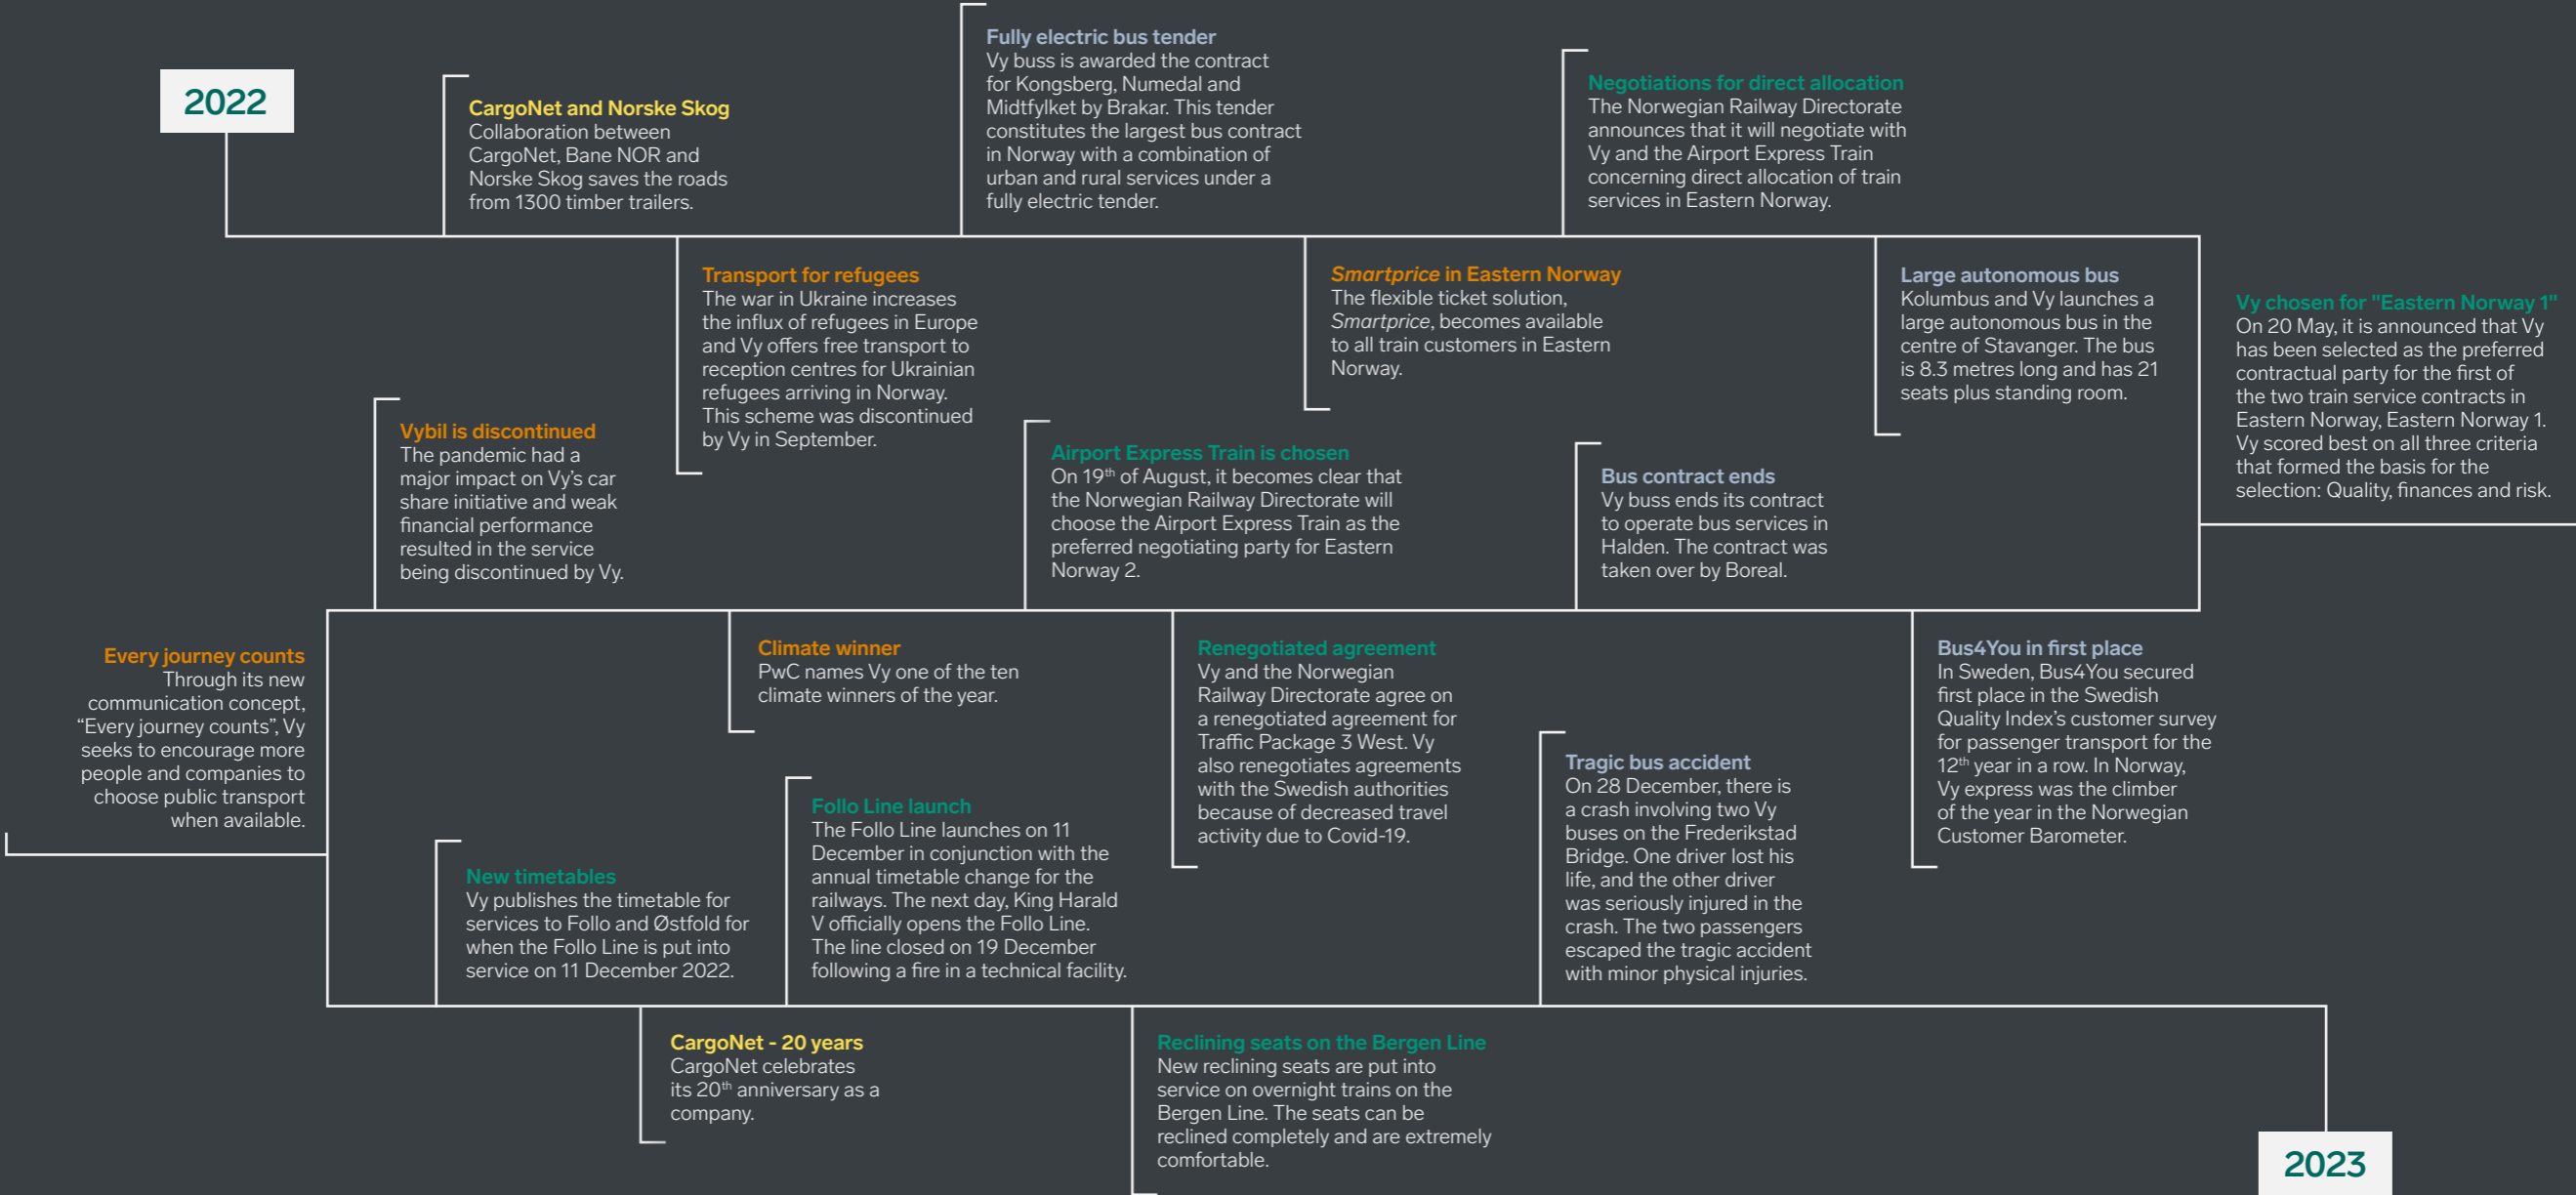 2022
CargoNet and Norske Skog
Collaboration between
CargoNet, Bane NOR and
Norske Skog saves the roads
from 1300 timber trailers.
Transport for refugees
The war in Ukraine increases
the influx of refugees in Europe
and Vy offers free transport to
reception centres for Ukrainian
refugees arriving in Norway.
This scheme was discontinued
by Vy in September.
Fully electric bus tender
Vy buss is awarded the contract
for Kongsberg, Numedal and
Midtfylket by Brakar. This tender
constitutes the largest bus contract
in Norway with a combination of
urban and rural services under a
fully electric tender.
Smartprice in Eastern Norway
The flexible ticket solution,
Smartprice, becomes available
to all train customers in Eastern
Norway.
Negotiations for direct allocation
The Norwegian Railway Directorate
announces that it will negotiate with
Vy and the Airport Express Train
concerning direct allocation of train
services in Eastern Norway.
Large autonomous bus
Kolumbus and Vy launches a
large autonomous bus in the
centre of Stavanger. The bus
is 8.3 metres long and has 21
seats plus standing room.
Vy chosen for "Eastern Norway 1"
On 20 May, it is announced that Vy
has been selected as the preferred
contractual party for the first of
the two train service contracts in
Eastern Norway, Eastern Norway 1.
Vy scored best on all three criteria
that formed the basis for the
selection: Quality, finances and risk.
Bus4You in first place
In Sweden, Bus4You secured
first place in the Swedish
Quality Index's customer survey
for passenger transport for the
12th year in a row. In Norway,
Vy express was the climber
of the year in the Norwegian
Customer Barometer.
Bus contract ends
Vy buss ends its contract
to operate bus services in
Halden. The contract was
taken over by Boreal.
Renegotiated agreement
Vy and the Norwegian
Railway Directorate agree on
a renegotiated agreement for
Traffic Package 3 West. Vy
also renegotiates agreements
with the Swedish authorities
because of decreased travel
activity due to Covid-19.
Airport Express Train is chosen
On 19th of August, it becomes clear that
the Norwegian Railway Directorate will
choose the Airport Express Train as the
preferred negotiating party for Eastern
Norway 2.
Climate winner
PwC names Vy one of the ten
climate winners of the year.
Vybil is discontinued
The pandemic had a
major impact on Vy's car
share initiative and weak
financial performance
resulted in the service
being discontinued by Vy.
Every journey counts
Through its new
communication concept,
“Every journey counts”, Vy
seeks to encourage more
people and companies to
choose public transport
when available.
New timetables
Vy publishes the timetable for
services to Follo and Østfold for
when the Follo Line is put into
service on 11 December 2022.
CargoNet - 20 years
CargoNet celebrates
its 20th anniversary as a
company.
Follo Line launch
The Follo Line launches on 11
December in conjunction with the
annual timetable change for the
railways. The next day, King Harald
V officially opens the Follo Line.
The line closed on 19 December
following a fire in a technical facility.
Reclining seats on the Bergen Line
New reclining seats are put into
service on overnight trains on the
Bergen Line. The seats can be
reclined completely and are extremely
comfortable.
Tragic bus accident
On 28 December, there is
a crash involving two Vy
buses on the Frederikstad
Bridge. One driver lost his
life, and the other driver
was seriously injured in the
crash. The two passengers
escaped the tragic accident
with minor physical injuries.
2023